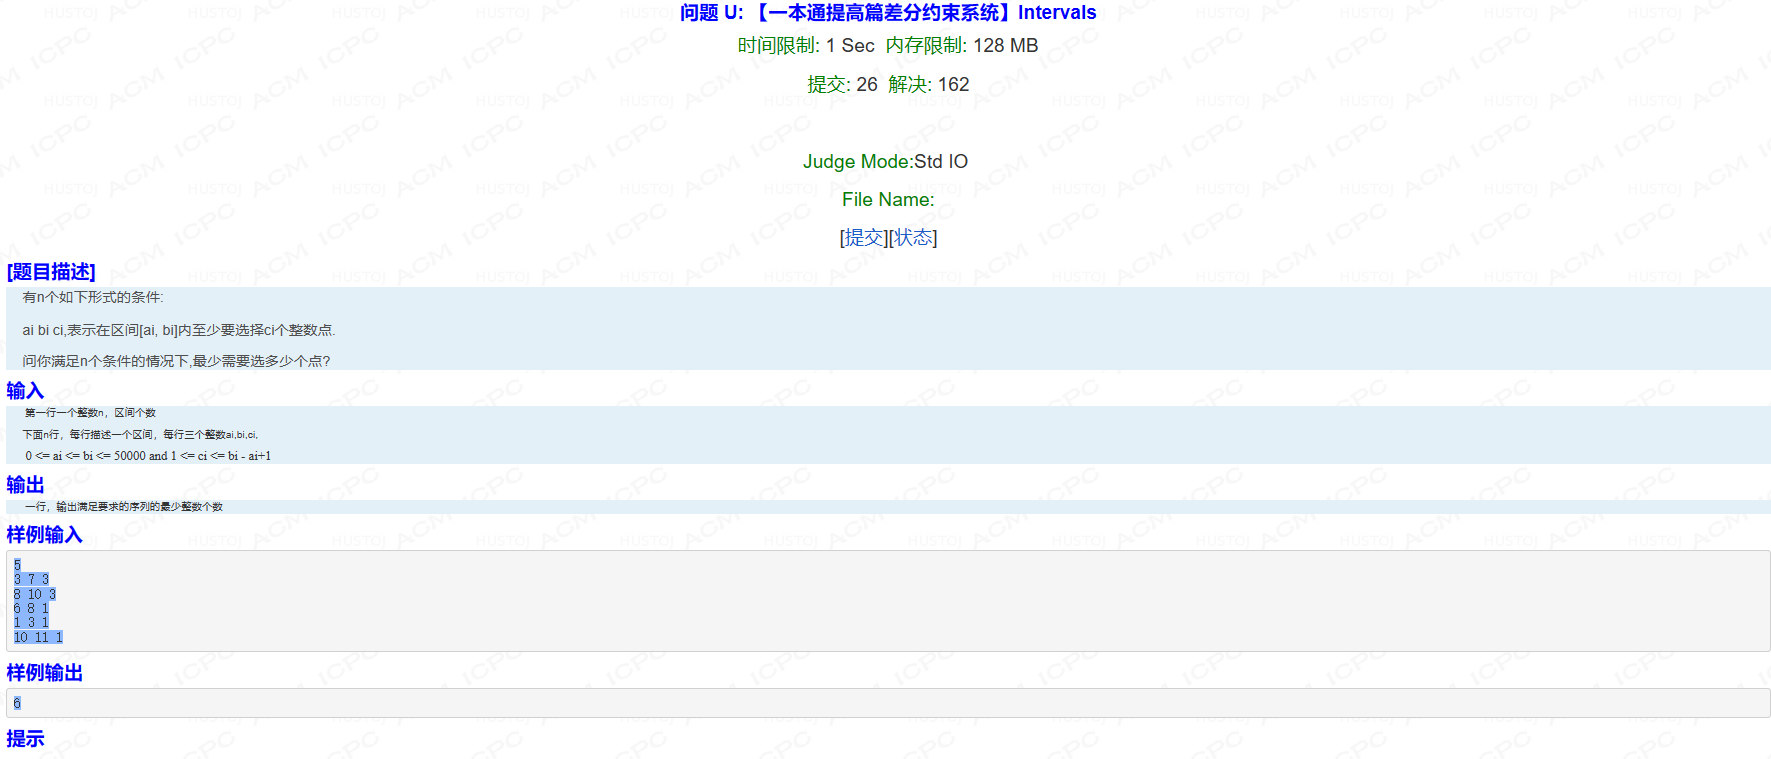 问题 U: 【一本通提高篇差分约束系统】Intervals
时间限制: 1 Sec 内存限制: 128 MB
提交: 26 解决: 162
Judge Mode:Std IO
File Name:
[提交][状态]
[题目描述]
有n个如下形式的条件:
ai bi ci,表示在区间[ai, bi]内至少要选择ci个整数点.
问你满足n个条件的情况下,最少需要选多少个点?
输入
第一行一个整数n，区间个数
下面n行，每行描述一个区间，每行三个整数ai,bi,ci,
0 <= ai <= bi <= 50000 and 1 <= ci <= bi - ai+1
输出
一行，输出满足要求的序列的最少整数个数
样例输入
5
3 7 3
8 10 3
6 8 1
1 3 1
10 11 1
样例输出
6
提示